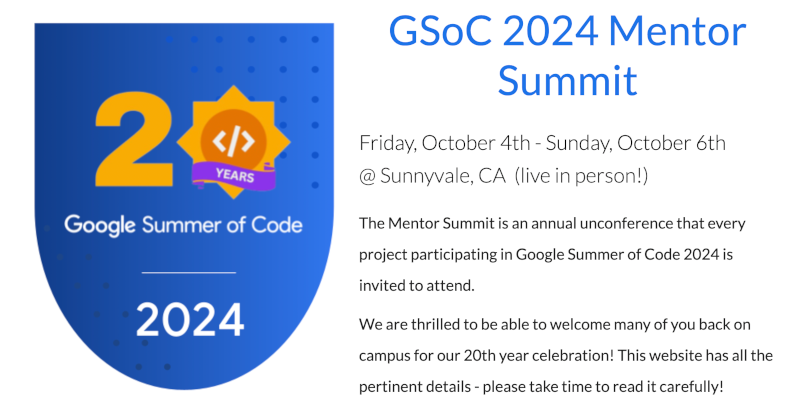 20
</>
YEARS
Google Summer of Code
2024
GSoC 2024 Mentor
Summit
Friday, October 4th - Sunday, October 6th
@ Sunnyvale, CA (live in person!)
The Mentor Summit is an annual unconference that every
project participating in Google Summer of Code 2024 is
invited to attend.
We are thrilled to be able to welcome many of you back on
campus for our 20th year celebration! This website has all the
pertinent details - please take time to read it carefully!